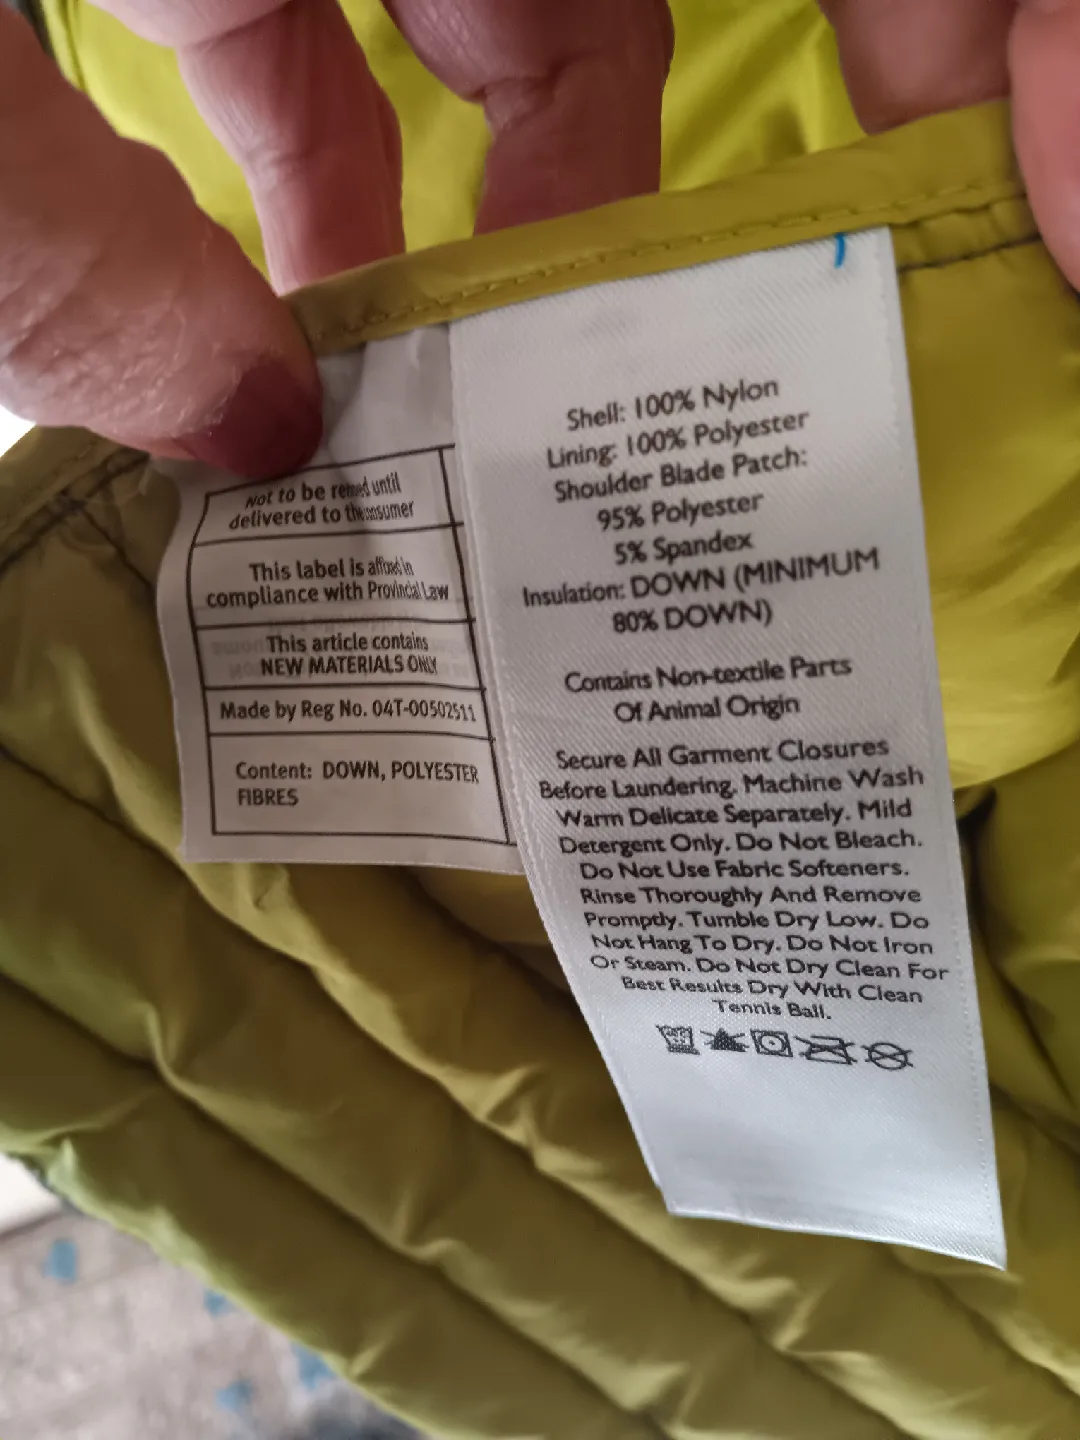 Not to be remed until
delivered to the consumer
This label is affixed in
compliance with Provincial Law
This article contains
NEW MATERIALS ONLY
Made by Reg No. 04T-00502511
Content: DOWN, POLYESTER
FIBRES
Shell: 100% Nylon
Lining: 100% Polyester
Shoulder Blade Patch:
95% Polyester
5% Spandex
Insulation: DOWN (MINIMUM
80% DOWN)
Contains Non-textile Parts
Of Animal Origin
Secure All Garment Closures
Before Laundering. Machine Wash
Warm Delicate Separately. Mild
Detergent Only. Do Not Bleach.
Do Not Use Fabric Softeners.
Rinse Thoroughly And Remove
Promptly. Tumble Dry Low. Do
Not Hang To Dry. Do Not Iron
Or Steam. Do Not Dry Clean For
Best Results Dry With Clean
Tennis Ball.